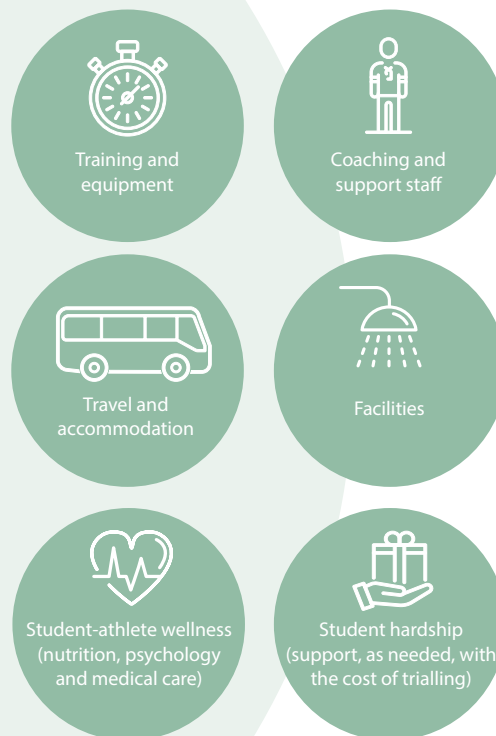 Training and
equipment
Coaching and
support staff
Travel and
accommodation
Facilities
Student-athlete wellness
(nutrition, psychology
and medical care)
Student hardship
(support, as needed, with
the cost of trialling)